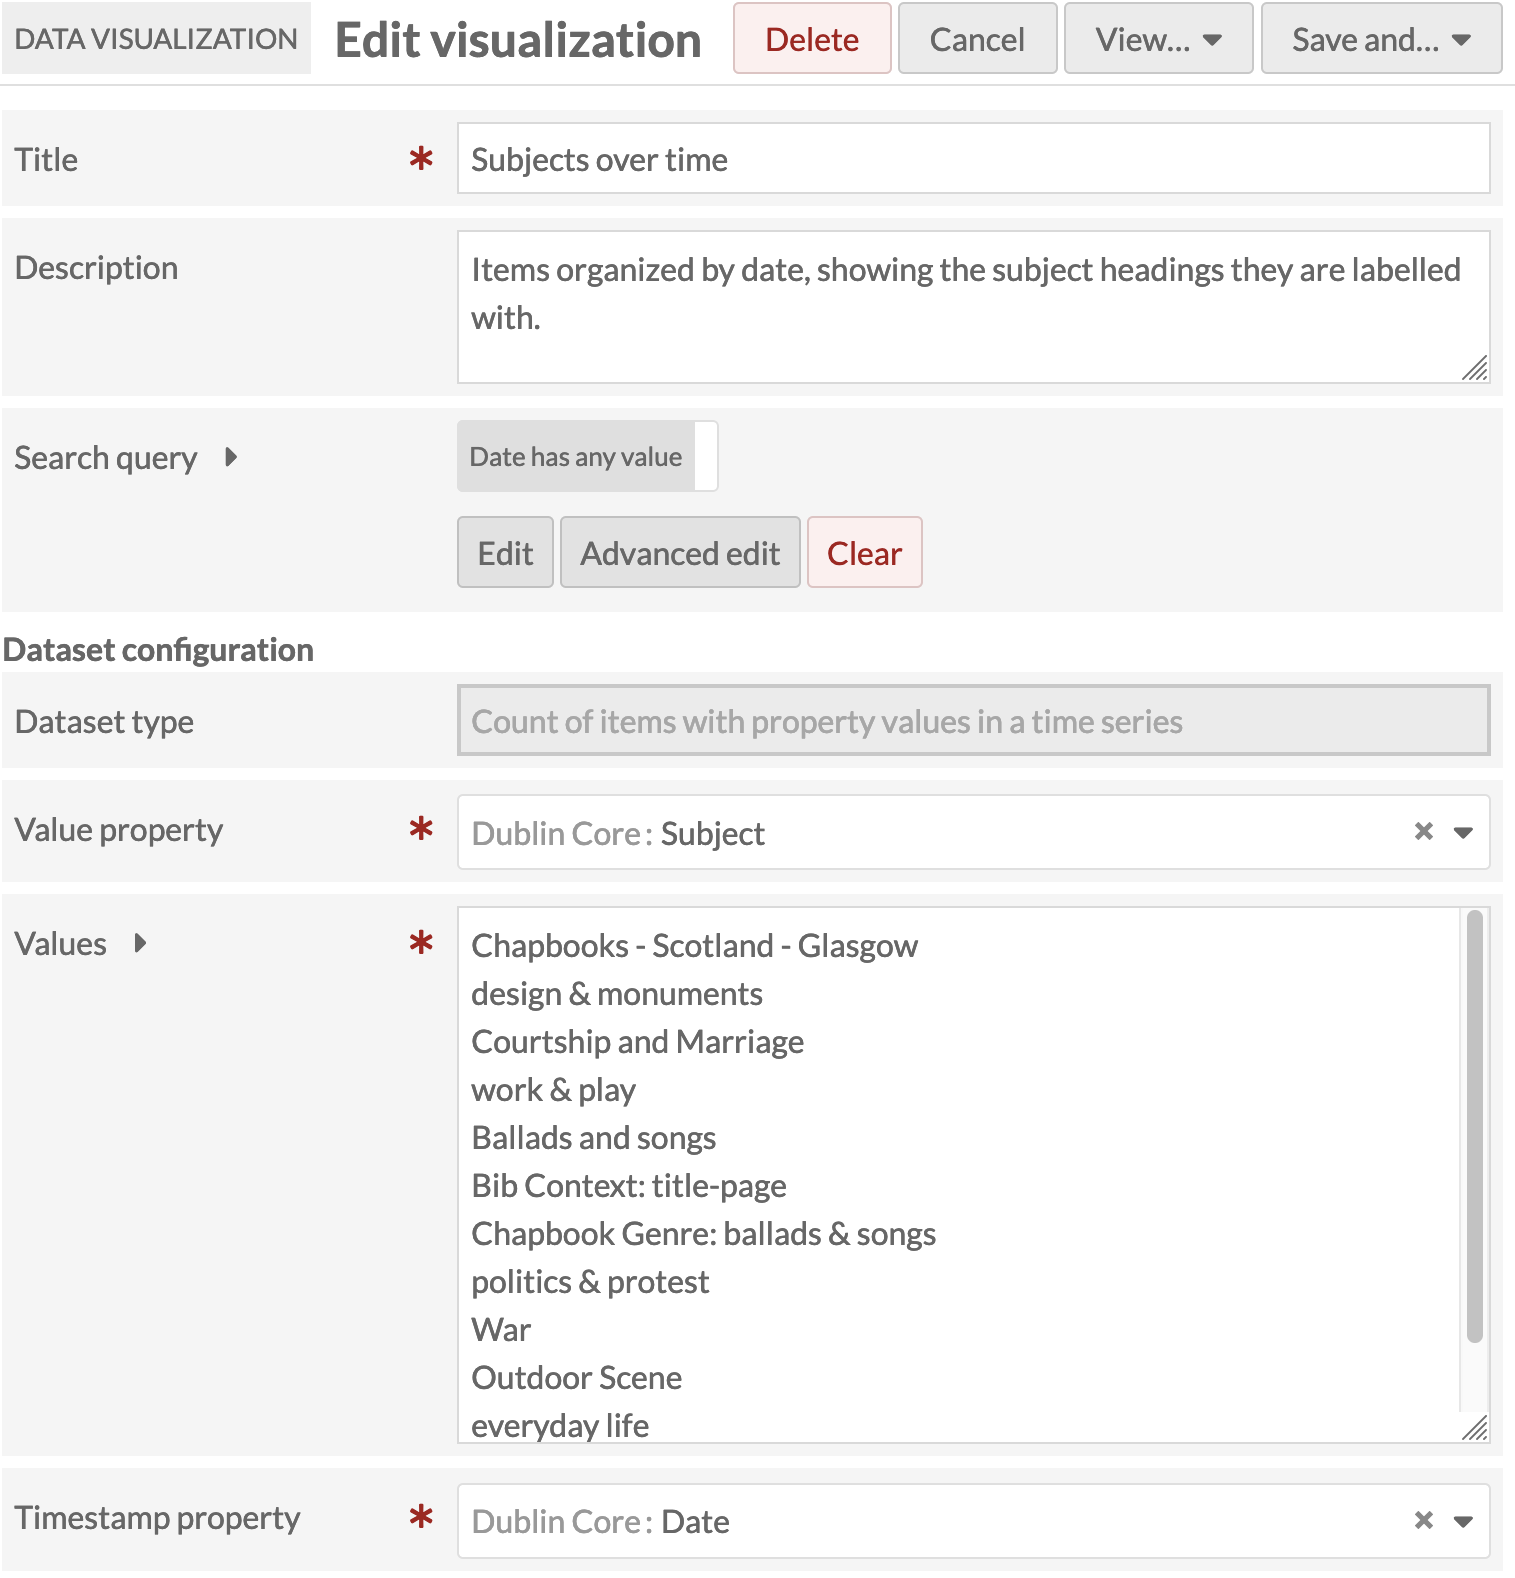 DATA VISUALIZATION Edit visualization Delete Cancel View... Save and...
Title * Subjects over time
Description Items organized by date, showing the subject headings they are labelled
with.
Search query Date has any value
Edit Advanced edit Clear
Dataset configuration
Dataset type Count of items with property values in a time series
Value property * Dublin Core: Subject
Values * Chapbooks - Scotland - Glasgow
design & monuments
Courtship and Marriage
work & play
Ballads and songs
Bib Context: title-page
Chapbook Genre: ballads & songs
politics & protest
War
Outdoor Scene
everyday life
Timestamp property * Dublin Core: Date